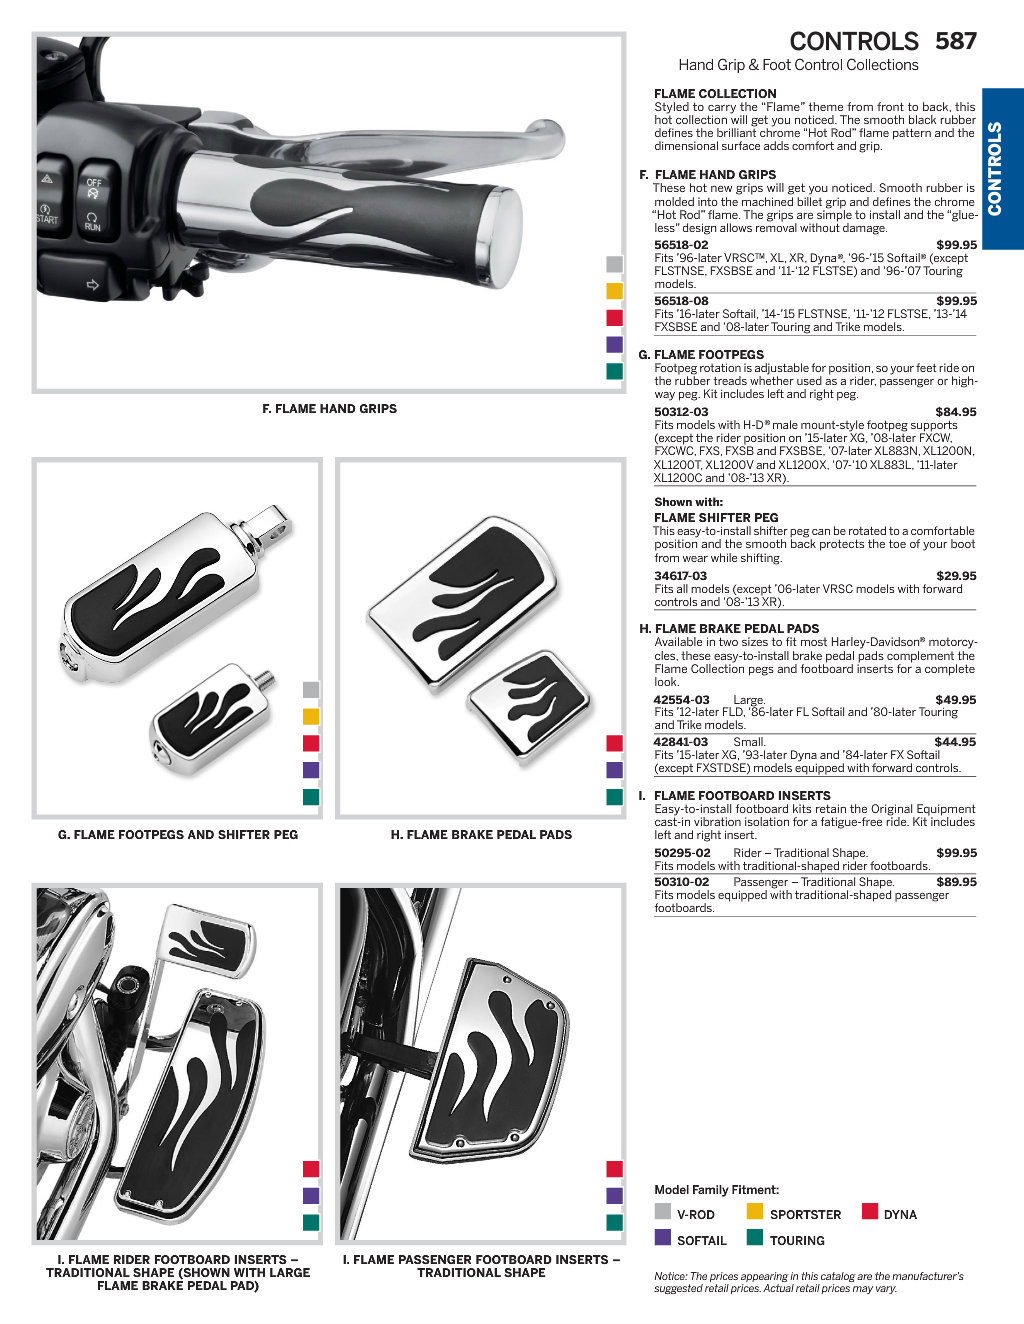 CONTROLS 587
Hand Grip & Foot Control Collections
CONTROLS
OFF
START
RUN
F. FLAME HAND GRIPS
G. FLAME FOOTPEGS AND SHIFTER PEG
H. FLAME BRAKE PEDAL PADS
I. FLAME RIDER FOOTBOARD INSERTS –
TRADITIONAL SHAPE (SHOWN WITH LARGE
FLAME BRAKE PEDAL PAD)
I. FLAME PASSENGER FOOTBOARD INSERTS –
TRADITIONAL SHAPE
FLAME COLLECTION
Styled to carry the “Flame” theme from front to back, this
hot collection will get you noticed. The smooth black rubber
defines the brilliant chrome “Hot Rod” flame pattern and the
dimensional surface adds comfort and grip.
F. FLAME HAND GRIPS
These hot new grips will get you noticed. Smooth rubber is
molded into the machined billet grip and defines the chrome
“Hot Rod” flame. The grips are simple to install and the “glue-
less” design allows removal without damage.
56518-02 $99.95
Fits ’96-later VRSC™, XL, XR, Dyna®, ’96-’15 Softail® (except
FLSTNSE, FXSBSE and ’11-’12 FLSTSE) and ’96-’07 Touring
models.
56518-08 $99.95
Fits ’16-later Softail, ’14-’15 FLSTNSE, ’11-’12 FLSTSE, ’13-’14
FXSBSE and ’08-later Touring and Trike models.
G. FLAME FOOTPEGS
Footpeg rotation is adjustable for position, so your feet ride on
the rubber treads whether used as a rider, passenger or high-
way peg. Kit includes left and right peg.
50312-03 $84.95
Fits models with H-D® male mount-style footpeg supports
(except the rider position on ’15-later XG, ’08-later FXCW,
FXCWC, FXS, FXSB and FXSBSE, ’07-later XL883N, XL1200N,
XL1200T, XL1200V and XL1200X, ’07-’10 XL883L, ’11-later
XL1200C and ’08-’13 XR).
Shown with:
FLAME SHIFTER PEG
This easy-to-install shifter peg can be rotated to a comfortable
position and the smooth back protects the toe of your boot
from wear while shifting.
34617-03 $29.95
Fits all models (except ’06-later VRSC models with forward
controls and ’08-’13 XR).
H. FLAME BRAKE PEDAL PADS
Available in two sizes to fit most Harley-Davidson® motorcy-
cles, these easy-to-install brake pedal pads complement the
Flame Collection pegs and footboard inserts for a complete
look.
42554-03 Large. $49.95
Fits ’12-later FLD, ’86-later FL Softail and ’80-later Touring
and Trike models.
42841-03 Small. $44.95
Fits ’15-later XG, ’93-later Dyna and ’84-later FX Softail
(except FXSTDSE) models equipped with forward controls.
I. FLAME FOOTBOARD INSERTS
Easy-to-install footboard kits retain the Original Equipment
cast-in vibration isolation for a fatigue-free ride. Kit includes
left and right insert.
50295-02 Rider – Traditional Shape. $99.95
Fits models with traditional-shaped rider footboards.
50310-02 Passenger – Traditional Shape. $89.95
Fits models equipped with traditional-shaped passenger
footboards.
Model Family Fitment:
V-ROD SPORTSTER DYNA
SOFTAIL TOURING
Notice: The prices appearing in this catalog are the manufacturer’s
suggested retail prices. Actual retail prices may vary.